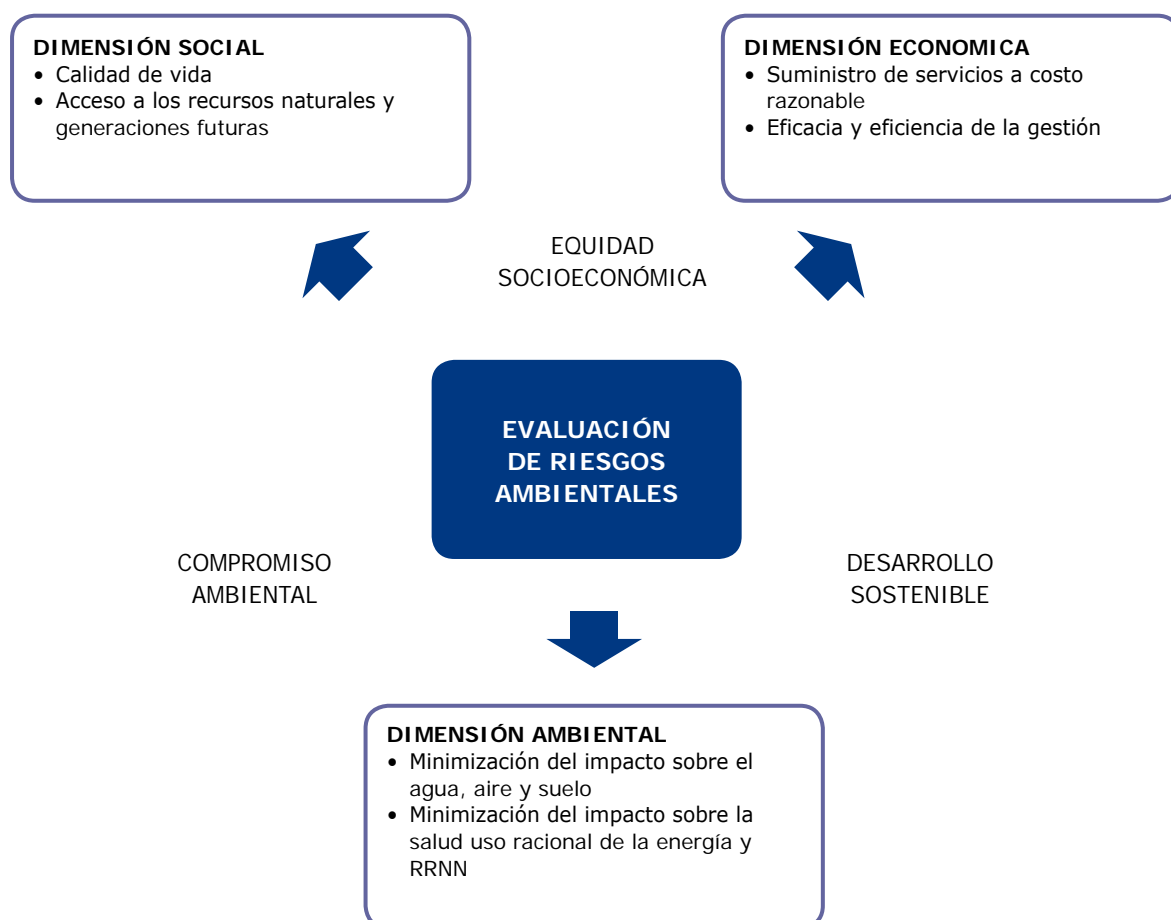 DIMENSIÓN SOCIAL
• Calidad de vida
• Acceso a los recursos naturales y
generaciones futuras
DIMENSIÓN ECONOMICA
• Suministro de servicios a costo
razonable
• Eficacia y eficiencia de la gestión
EQUIDAD
SOCIOECONÓMICA
EVALUACIÓN
DE RIESGOS
AMBIENTALES
COMPROMISO
AMBIENTAL
DESARROLLO
SOSTENIBLE
DIMENSIÓN AMBIENTAL
• Minimización del impacto sobre el
agua, aire y suelo
• Minimización del impacto sobre la
salud uso racional de la energía y
RRNN